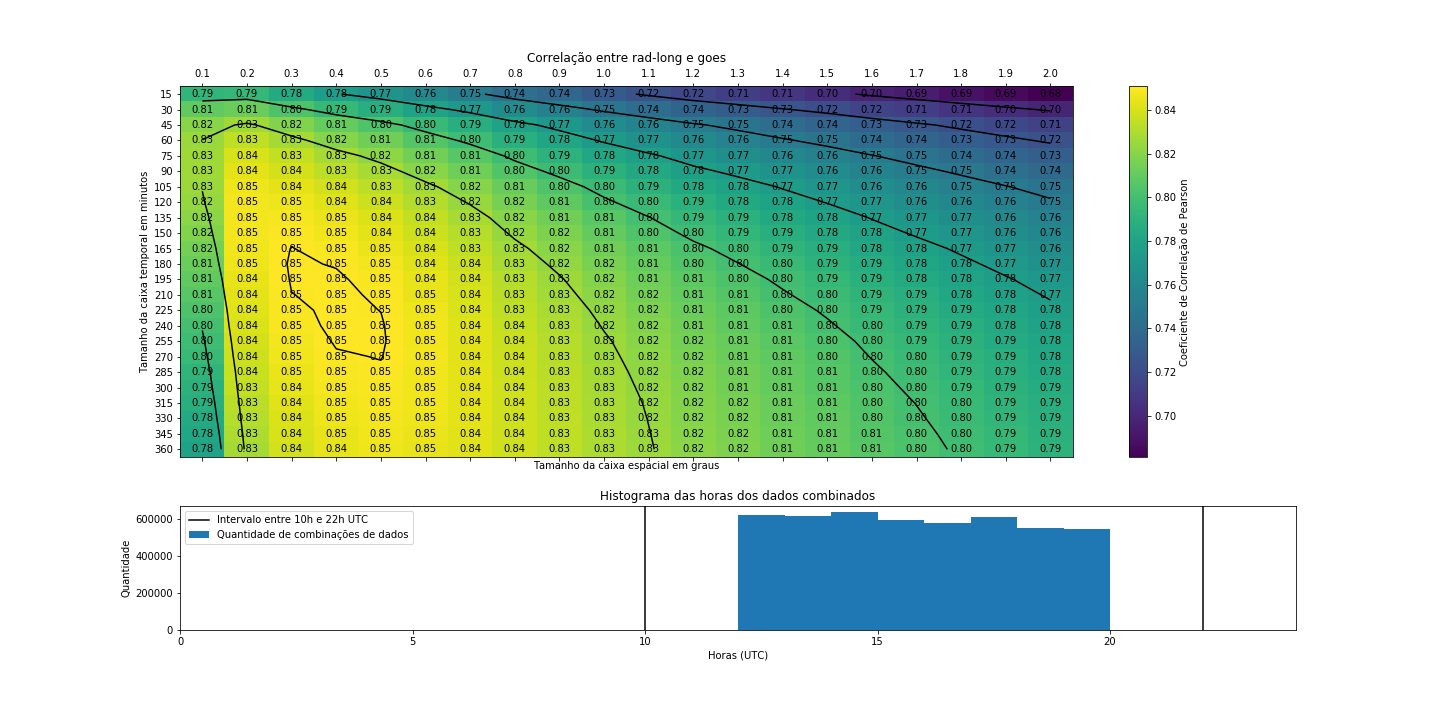 Correlação entre rad-long e goes
0.1 0.2 0.3 0.4 0.5 0.6 0.7 0.8 0.9 1.0 1.1 1.2 1.3 1.4 1.5 1.6 1.7 1.8 1.9 2.0
15 0.79 0.79 0.78 0.78 0.77 0.76 0.75 0.74 0.74 0.73 0.72 0.72 0.71 0.71 0.70 0.70 0.69 0.69 0.68 0.68
30 0.81 0.81 0.80 0.79 0.79 0.78 0.77 0.76 0.76 0.75 0.74 0.74 0.73 0.73 0.72 0.72 0.71 0.71 0.70 0.70
45 0.82 0.83 0.82 0.81 0.80 0.80 0.79 0.78 0.77 0.76 0.76 0.75 0.75 0.74 0.74 0.73 0.73 0.72 0.72 0.71
60 0.83 0.83 0.83 0.82 0.81 0.81 0.80 0.79 0.78 0.77 0.77 0.76 0.76 0.75 0.75 0.74 0.74 0.73 0.73 0.72
75 0.83 0.84 0.83 0.83 0.82 0.81 0.81 0.80 0.79 0.78 0.78 0.77 0.77 0.76 0.76 0.75 0.75 0.74 0.74 0.73
90 0.83 0.84 0.84 0.83 0.83 0.82 0.81 0.80 0.80 0.79 0.78 0.78 0.77 0.77 0.76 0.76 0.75 0.75 0.74 0.74
105 0.83 0.85 0.84 0.84 0.83 0.83 0.82 0.81 0.80 0.80 0.79 0.78 0.78 0.77 0.77 0.76 0.76 0.75 0.75 0.75
120 0.82 0.85 0.85 0.84 0.84 0.83 0.82 0.82 0.81 0.80 0.80 0.79 0.78 0.78 0.77 0.77 0.76 0.76 0.76 0.75
135 0.82 0.85 0.85 0.85 0.84 0.84 0.83 0.82 0.81 0.81 0.80 0.79 0.79 0.78 0.78 0.77 0.77 0.77 0.76 0.76
150 0.82 0.85 0.85 0.85 0.84 0.84 0.83 0.82 0.82 0.81 0.80 0.80 0.79 0.79 0.78 0.78 0.77 0.77 0.76 0.76
165 0.82 0.85 0.85 0.85 0.85 0.84 0.83 0.83 0.82 0.81 0.81 0.80 0.80 0.79 0.79 0.78 0.78 0.77 0.77 0.76
180 0.81 0.85 0.85 0.85 0.85 0.84 0.84 0.83 0.82 0.82 0.81 0.80 0.80 0.80 0.79 0.79 0.78 0.78 0.77 0.77
195 0.81 0.84 0.85 0.85 0.85 0.84 0.84 0.83 0.83 0.82 0.81 0.81 0.80 0.80 0.79 0.79 0.78 0.78 0.78 0.77
210 0.81 0.84 0.85 0.85 0.85 0.85 0.84 0.83 0.83 0.82 0.82 0.81 0.81 0.80 0.80 0.79 0.79 0.78 0.78 0.77
225 0.80 0.84 0.85 0.85 0.85 0.85 0.84 0.84 0.83 0.82 0.82 0.81 0.81 0.80 0.80 0.79 0.79 0.79 0.78 0.78
240 0.80 0.84 0.85 0.85 0.85 0.85 0.84 0.84 0.83 0.83 0.82 0.82 0.81 0.81 0.80 0.80 0.79 0.79 0.78 0.78
255 0.80 0.84 0.85 0.85 0.85 0.85 0.84 0.84 0.83 0.83 0.82 0.82 0.81 0.81 0.80 0.80 0.79 0.79 0.79 0.78
270 0.80 0.84 0.85 0.85 0.85 0.85 0.84 0.84 0.83 0.83 0.82 0.82 0.81 0.81 0.81 0.80 0.80 0.79 0.79 0.78
285 0.79 0.84 0.85 0.85 0.85 0.85 0.84 0.84 0.83 0.83 0.82 0.82 0.81 0.81 0.81 0.80 0.80 0.79 0.79 0.78
300 0.79 0.84 0.84 0.85 0.85 0.85 0.84 0.84 0.83 0.83 0.82 0.82 0.82 0.81 0.81 0.80 0.80 0.79 0.79 0.79
315 0.79 0.83 0.84 0.85 0.85 0.85 0.84 0.84 0.83 0.83 0.82 0.82 0.82 0.81 0.81 0.80 0.80 0.80 0.79 0.79
330 0.78 0.83 0.84 0.85 0.85 0.85 0.84 0.84 0.83 0.83 0.82 0.82 0.82 0.81 0.81 0.80 0.80 0.80 0.79 0.79
345 0.78 0.83 0.84 0.85 0.85 0.85 0.84 0.84 0.83 0.83 0.83 0.82 0.82 0.81 0.81 0.81 0.80 0.80 0.79 0.79
360 0.78 0.83 0.84 0.85 0.85 0.85 0.84 0.84 0.83 0.83 0.83 0.82 0.82 0.81 0.81 0.81 0.80 0.80 0.79 0.79
Tamanho da caixa temporal em minutos
Tamanho da caixa espacial em graus
0.84
0.82
0.80
0.78
0.76
0.74
0.72
0.70
Coeficiente de Correlação de Pearson
Histograma das horas dos dados combinados
Intervalo entre 10h e 22h UTC
Quantidade de combinações de dados
600000
400000
200000
0
Quantidade
0 5 10 15 20
Horas (UTC)